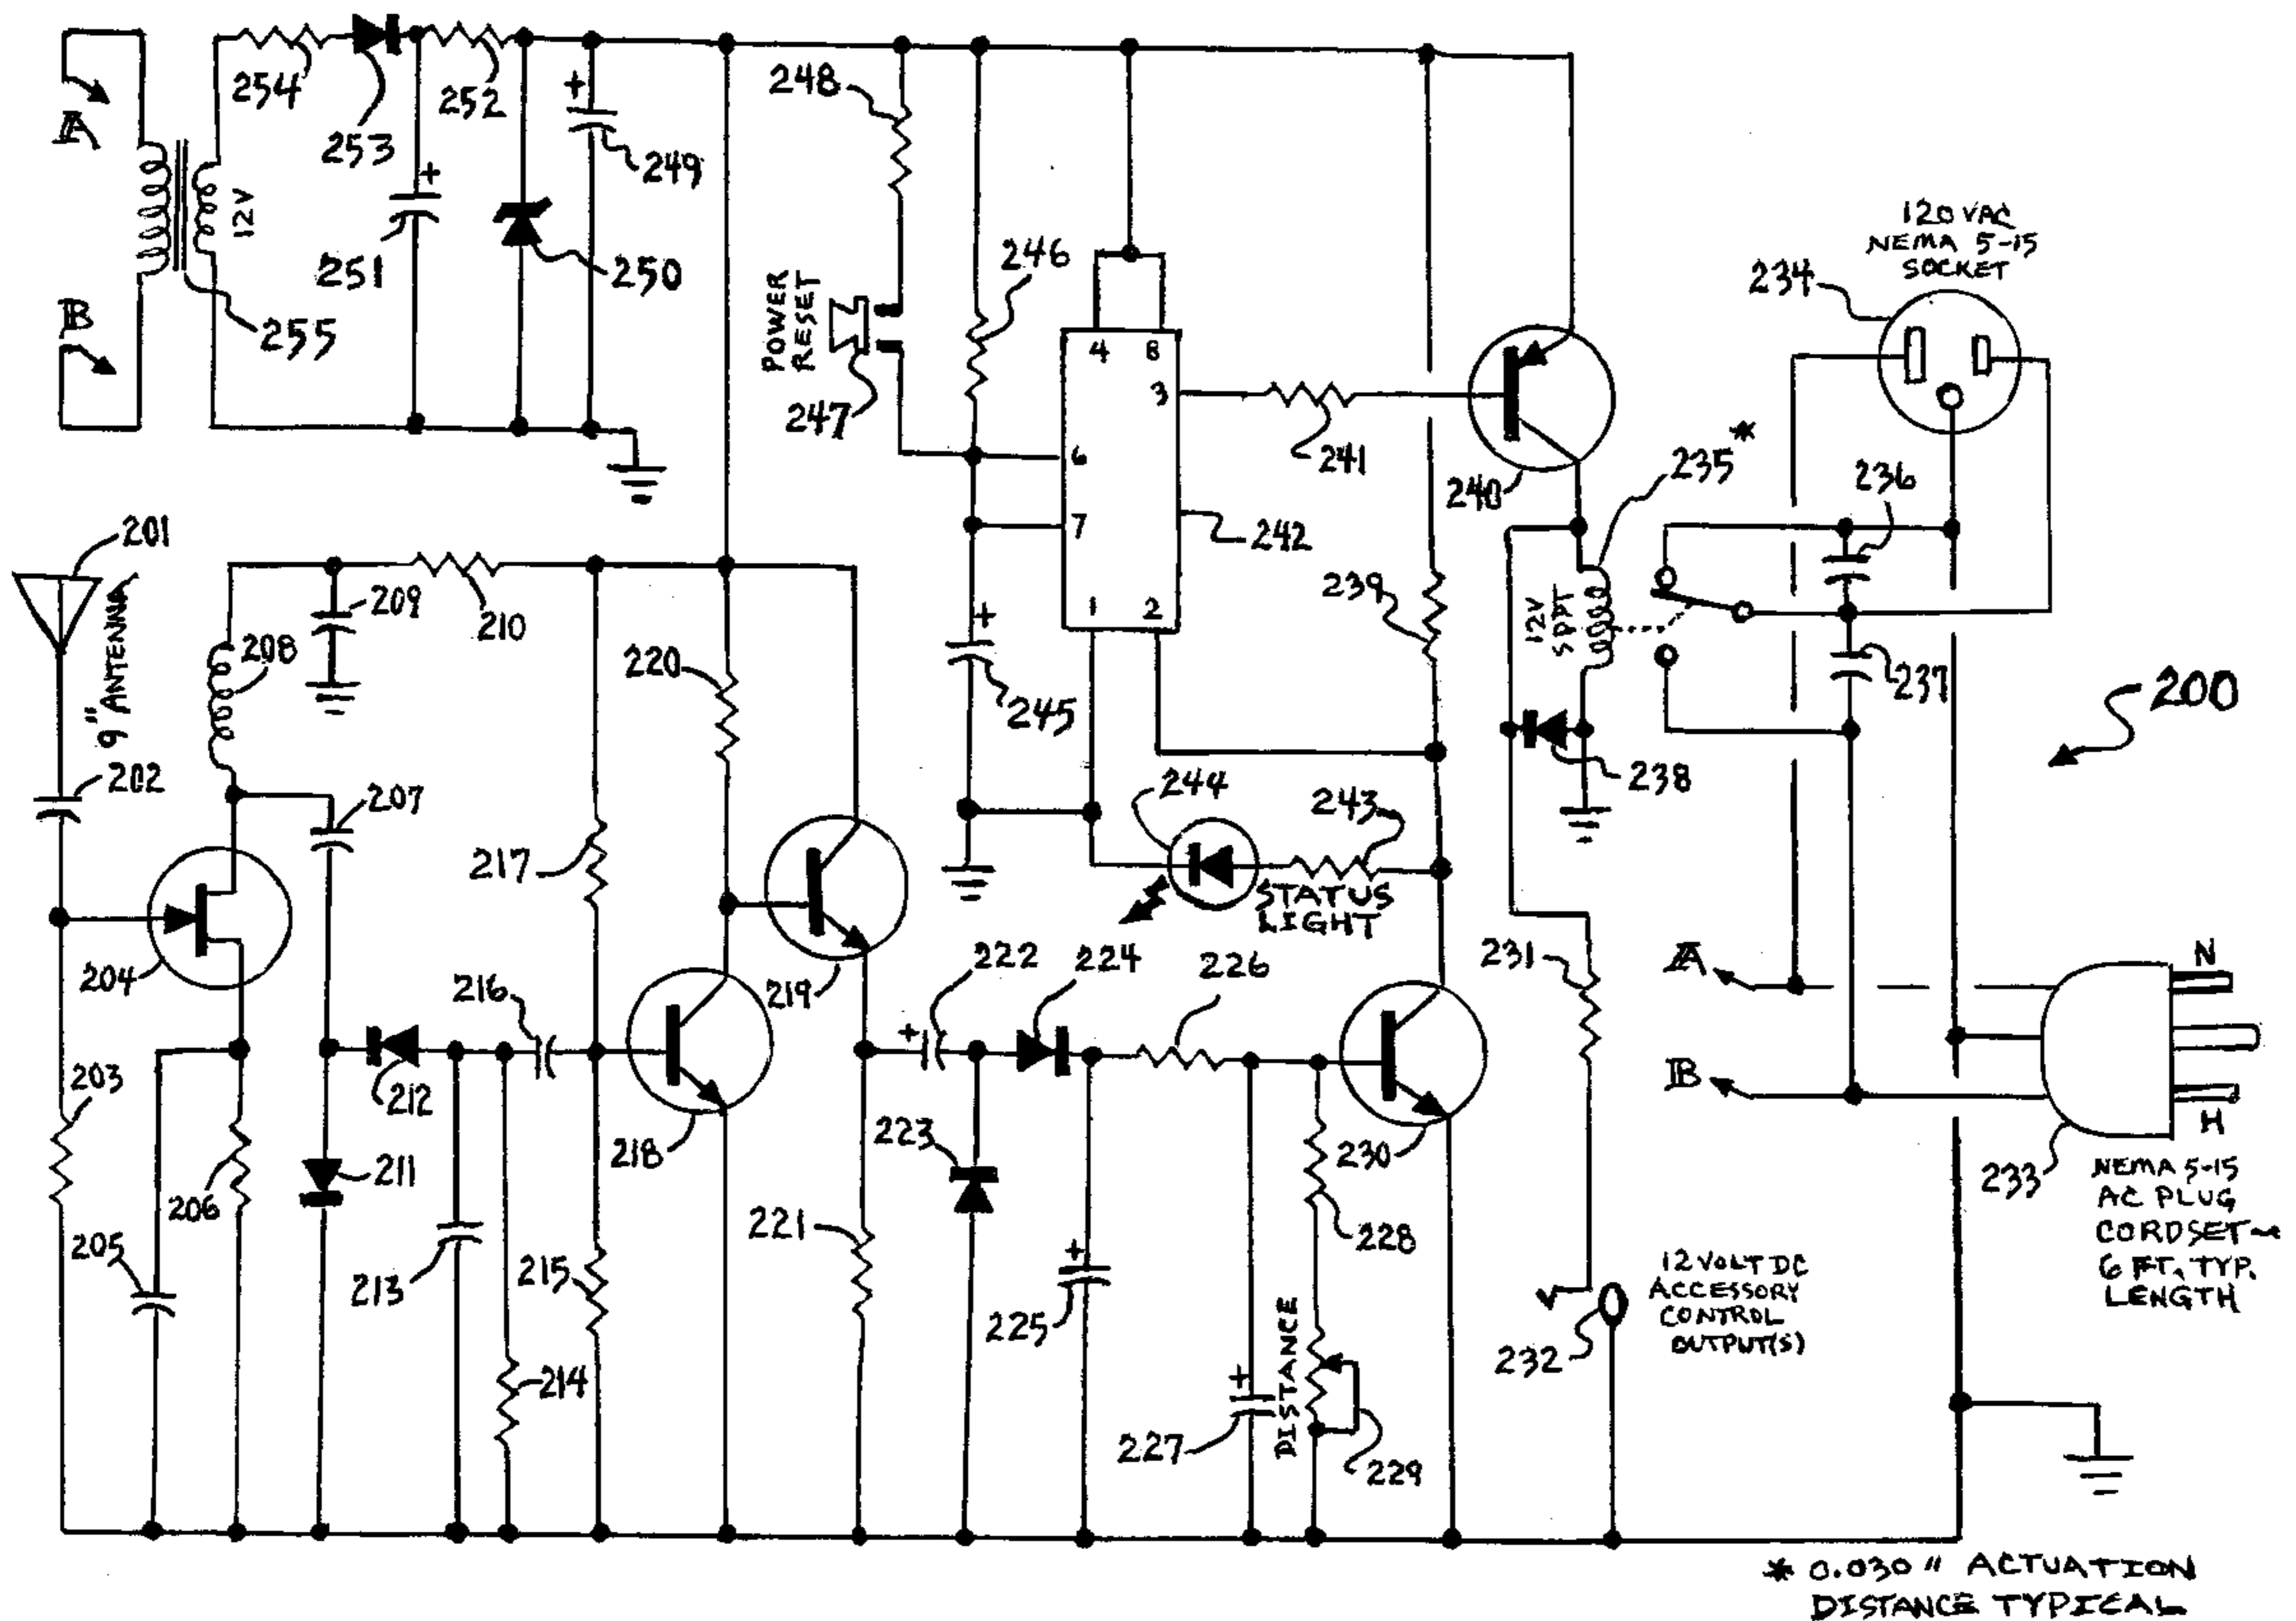 254
253
252
+
249
A
12V
+
251
250
B
255
248
POWER
RESET
247
246
4 8
3
6
7
1 2
241
242
240
120 VAC
NEMA 5-15
SOCKET
234
235*
236
237
12V
SPDT
238
200
201
9" ANTENNA
202
203
204
205
206
207
208
209
210
211
212
213
214
215
216
217
218
219
220
221
+
222
223
224
+
225
226
+
227
228
DISTANCE
229
230
239
+
245
244
243
STATUS
LIGHT
231
232
12 VOLT DC
ACCESSORY
CONTROL
OUTPUT(S)
A
B
N
H
233
NEMA 5-15
AC PLUG
CORDSET~
6 FT. TYP.
LENGTH
* 0.030" ACTUATION
DISTANCE TYPICAL